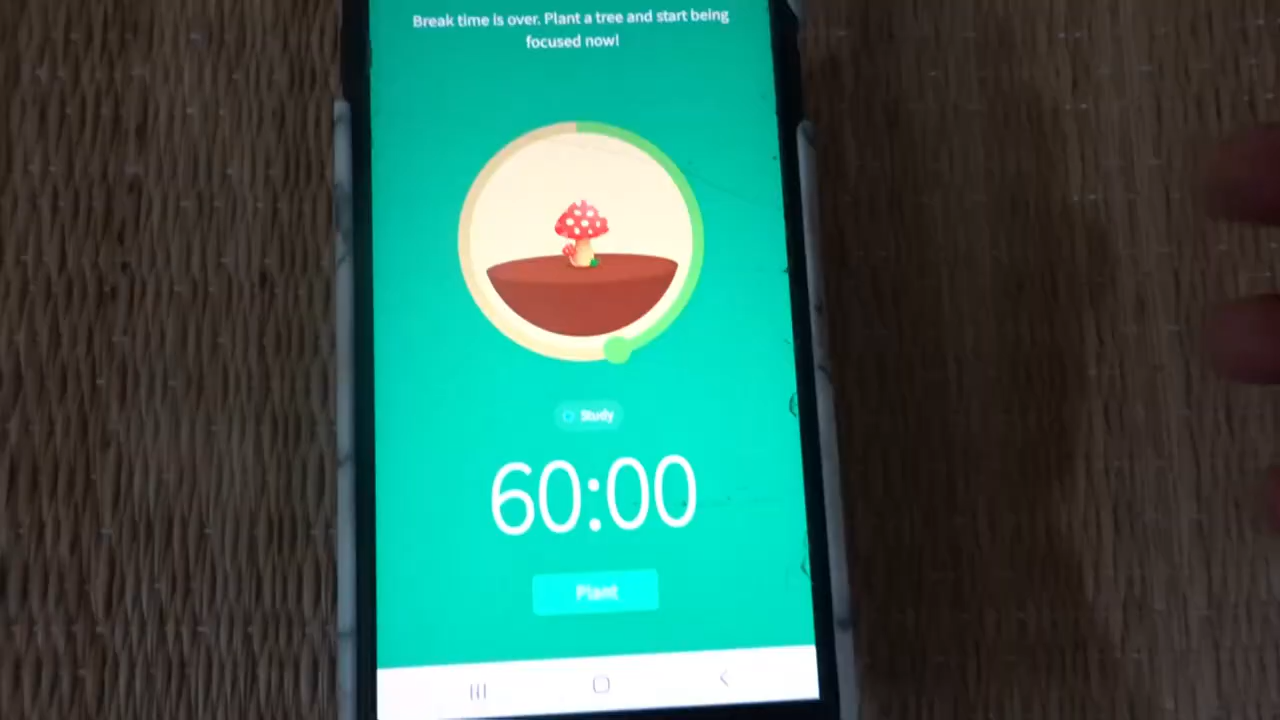 Break time is over. Plant a tree and start being
focused now!
Study
60:00
Plant